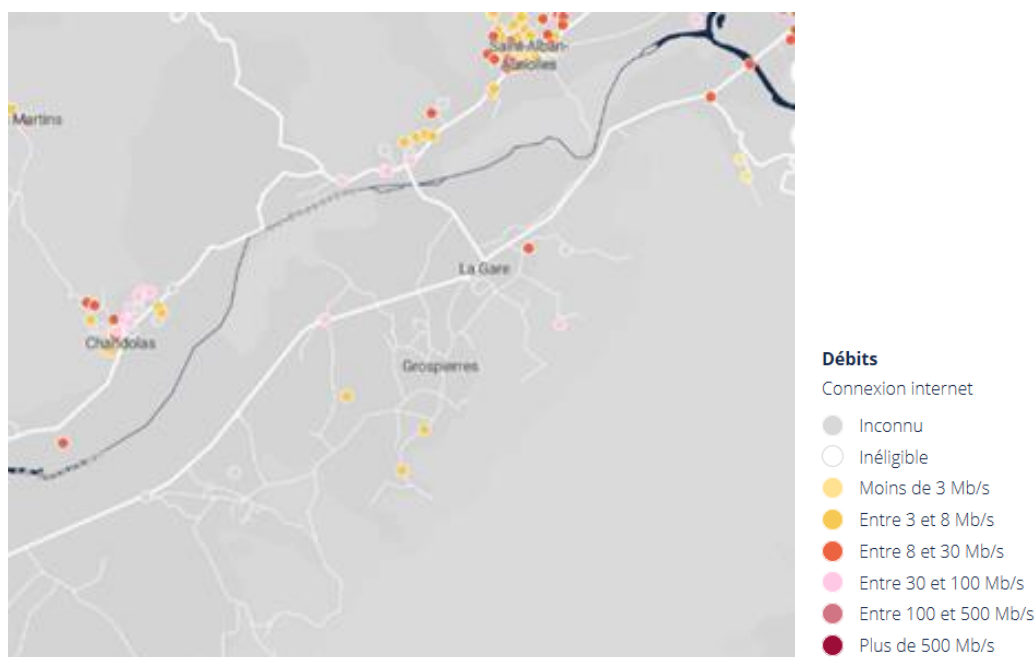 Saint-Alban-
Auriolles
Martins
La Gare
Chandolas
Grospierres
Débits
Connexion internet
Inconnu
Inéligible
Moins de 3 Mb/s
Entre 3 et 8 Mb/s
Entre 8 et 30 Mb/s
Entre 30 et 100 Mb/s
Entre 100 et 500 Mb/s
Plus de 500 Mb/s